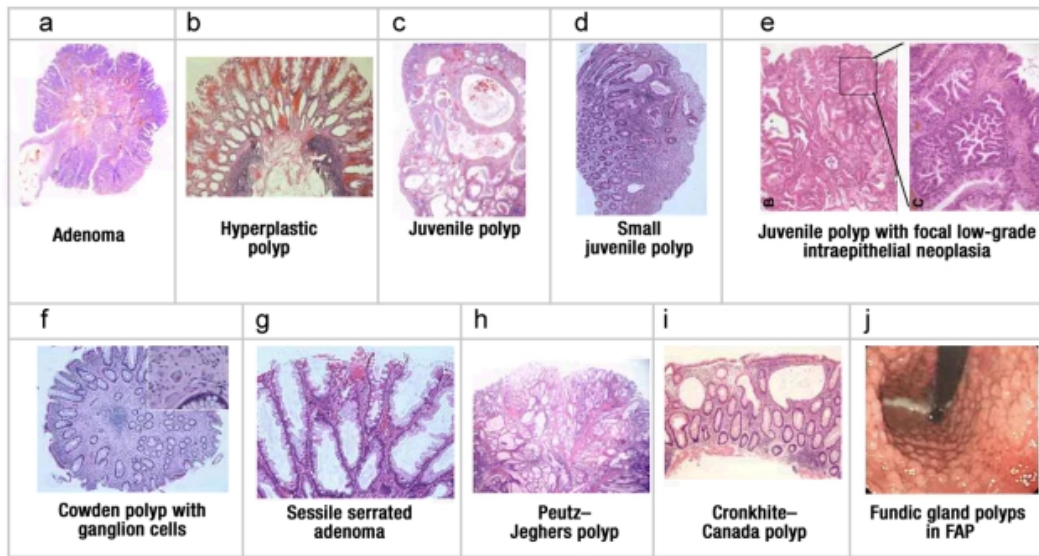 a
b
c
d
e
Adenoma
Hyperplastic
polyp
Juvenile polyp
Small
juvenile polyp
B
C
Juvenile polyp with focal low-grade
intraepithelial neoplasia
f
g
h
i
j
Cowden polyp with
ganglion cells
Sessile serrated
adenoma
Peutz–
Jeghers polyp
Cronkhite–
Canada polyp
Fundic gland polyps
in FAP